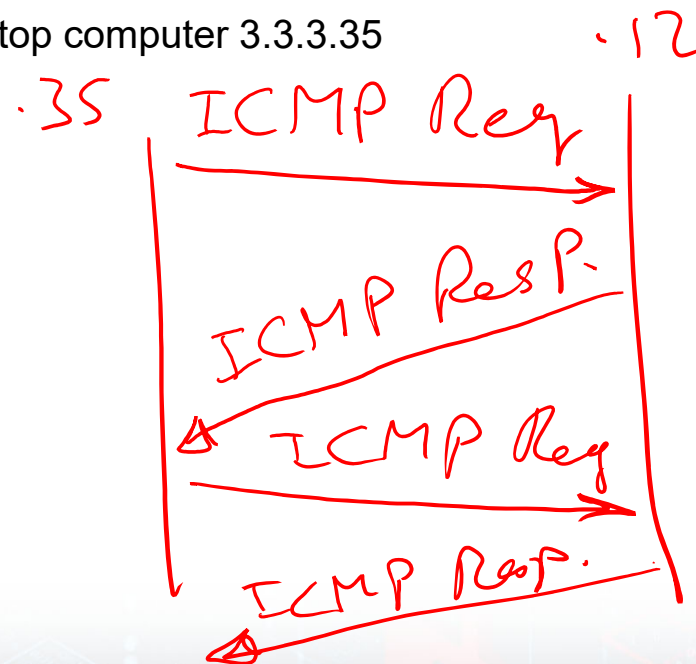 top computer 3.3.3.35
.35
.12
ICMP Req
ICMP Resp.
ICMP Req
ICMP Resp.